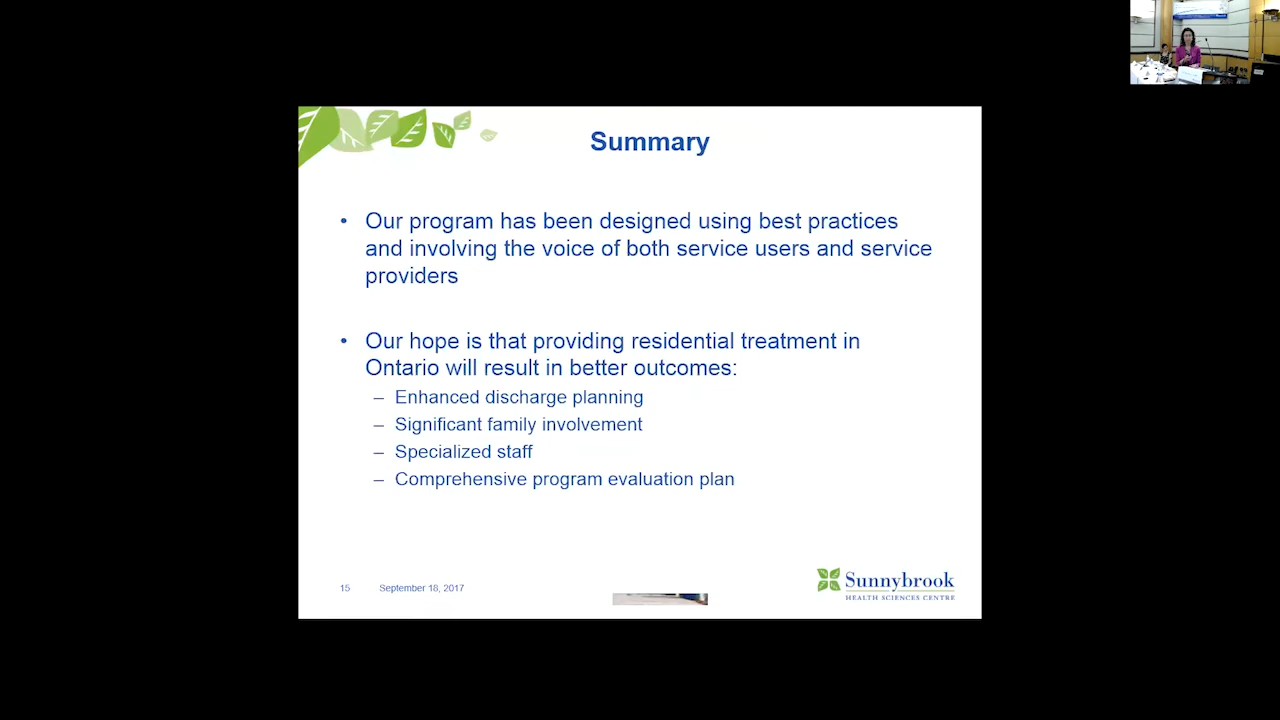 Summary
• Our program has been designed using best practices
and involving the voice of both service users and service
providers
• Our hope is that providing residential treatment in
Ontario will result in better outcomes:
– Enhanced discharge planning
– Significant family involvement
– Specialized staff
– Comprehensive program evaluation plan
15 September 18, 2017
Sunnybrook
HEALTH SCIENCES CENTRE